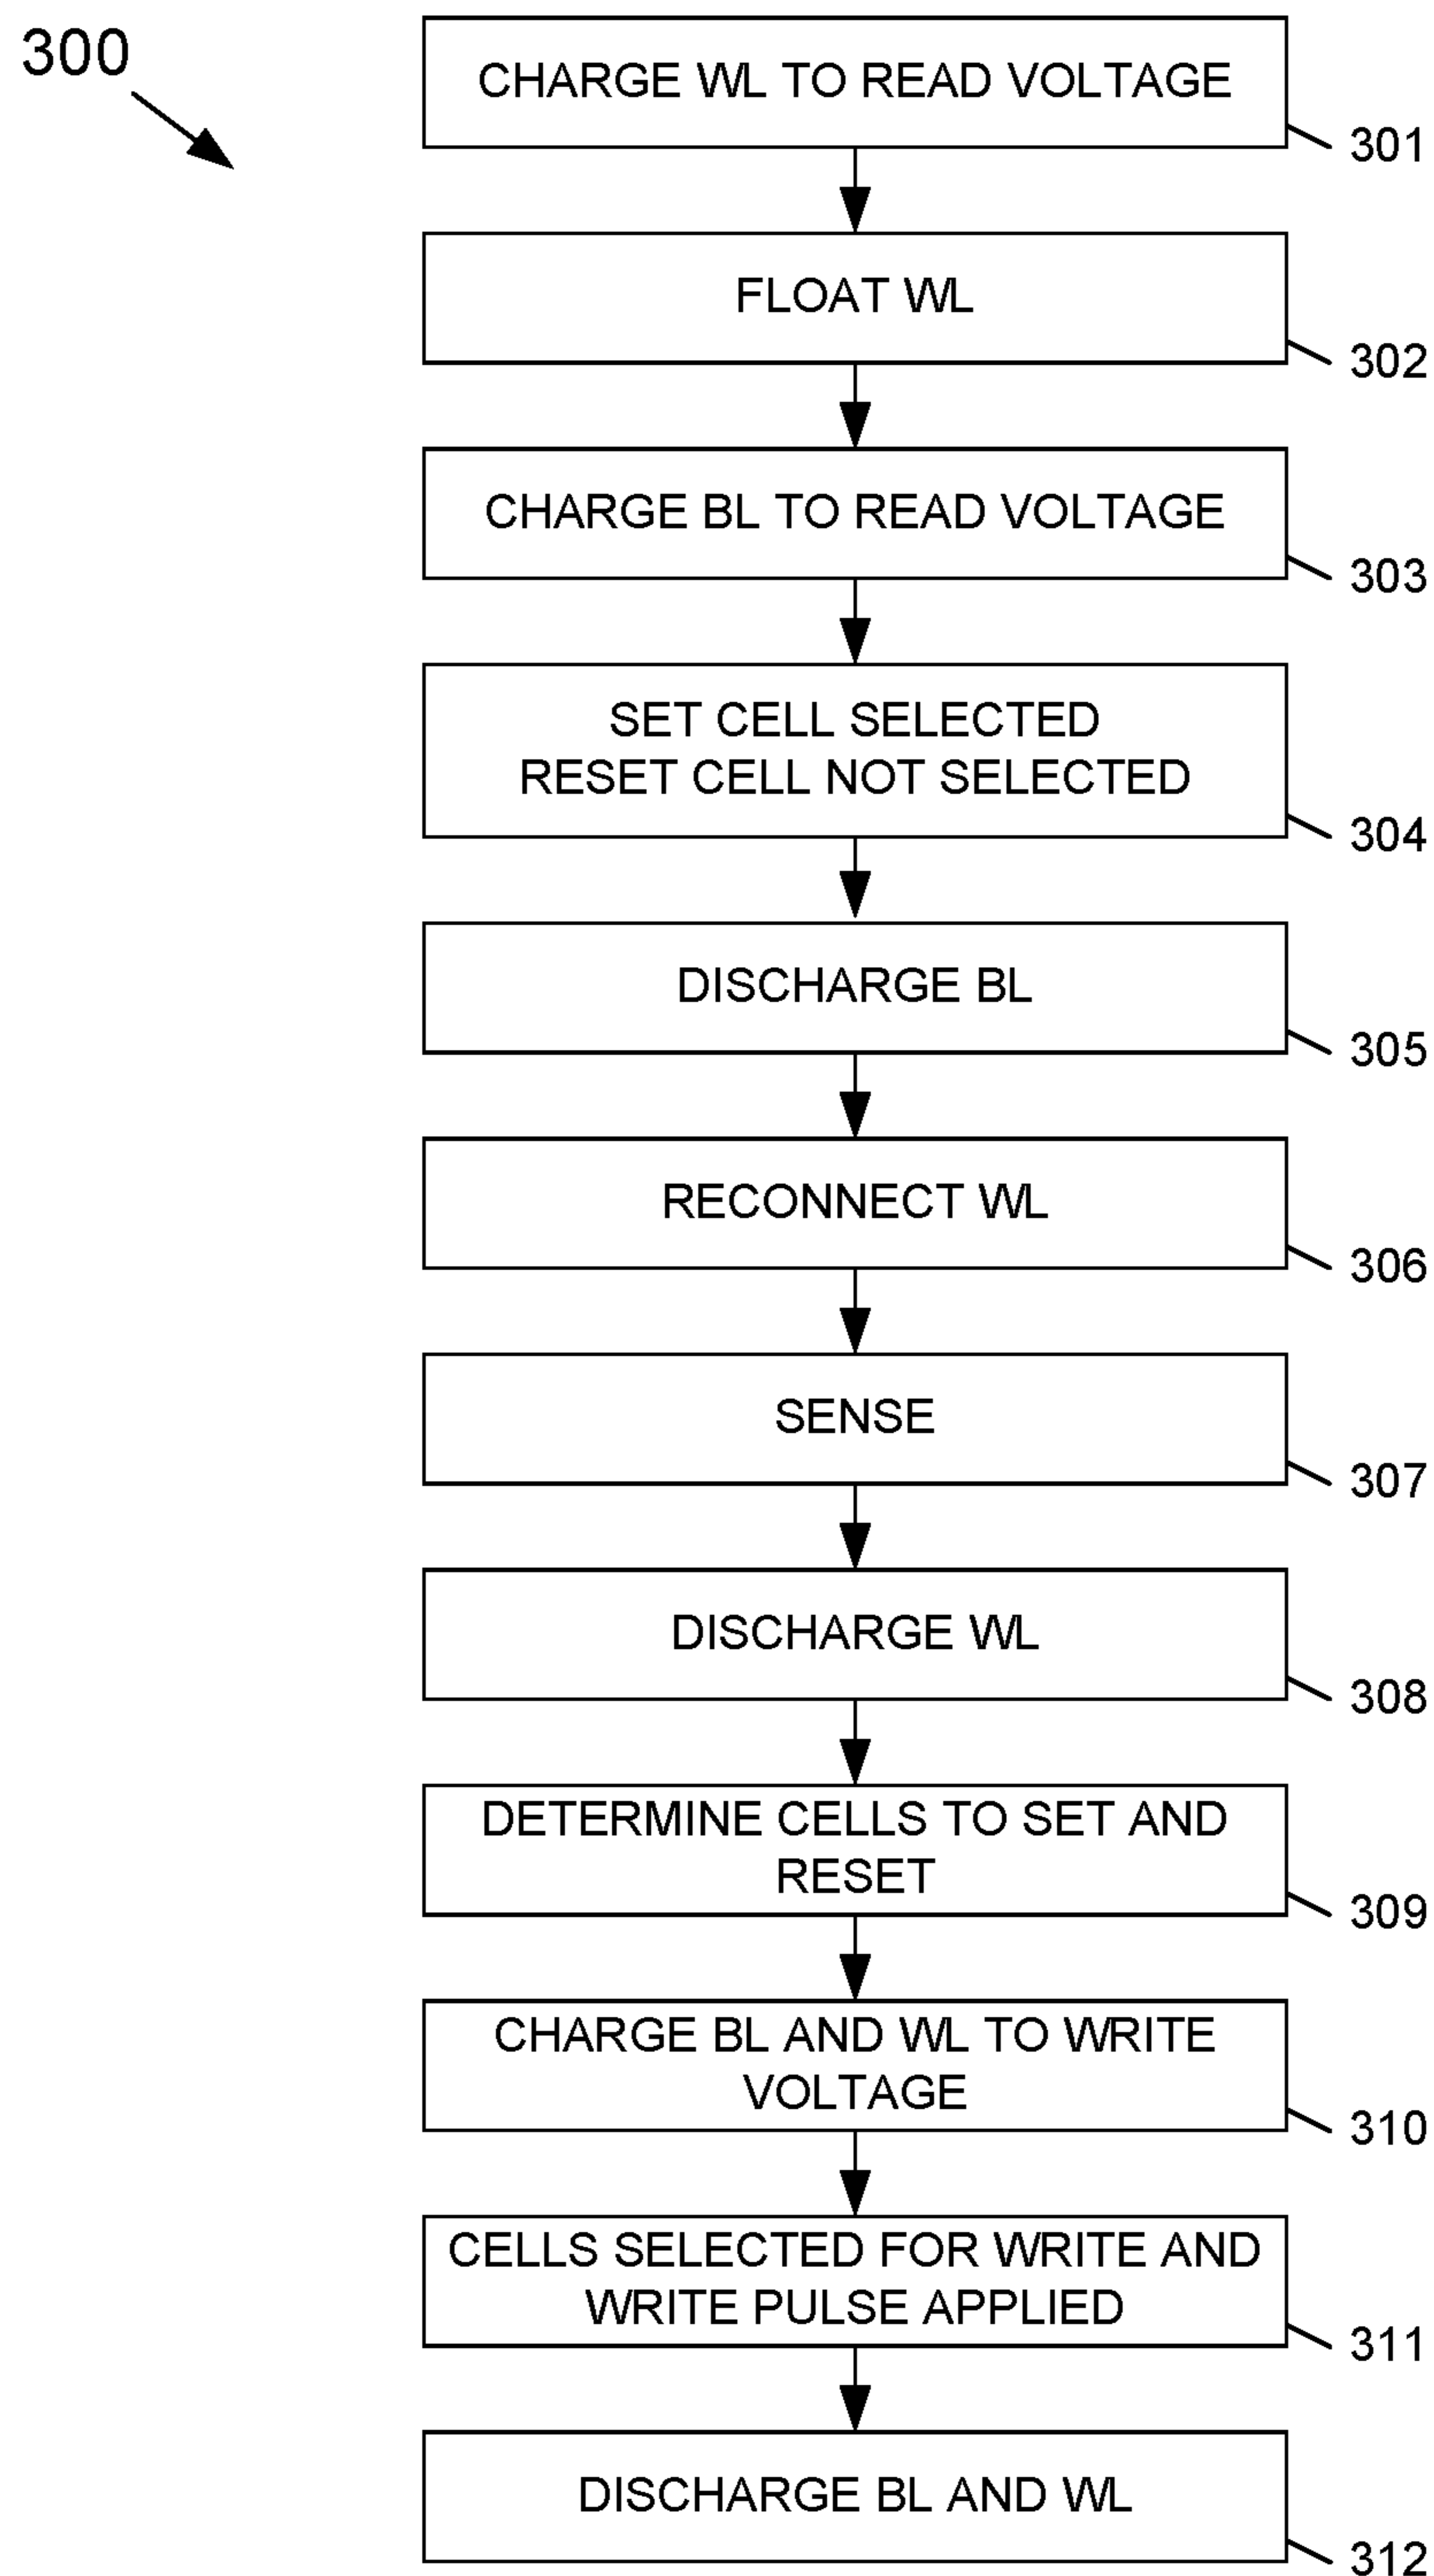 300
CHARGE WL TO READ VOLTAGE
301
FLOAT WL
302
CHARGE BL TO READ VOLTAGE
303
SET CELL SELECTED
RESET CELL NOT SELECTED
304
DISCHARGE BL
305
RECONNECT WL
306
SENSE
307
DISCHARGE WL
308
DETERMINE CELLS TO SET AND
RESET
309
CHARGE BL AND WL TO WRITE
VOLTAGE
310
CELLS SELECTED FOR WRITE AND
WRITE PULSE APPLIED
311
DISCHARGE BL AND WL
312